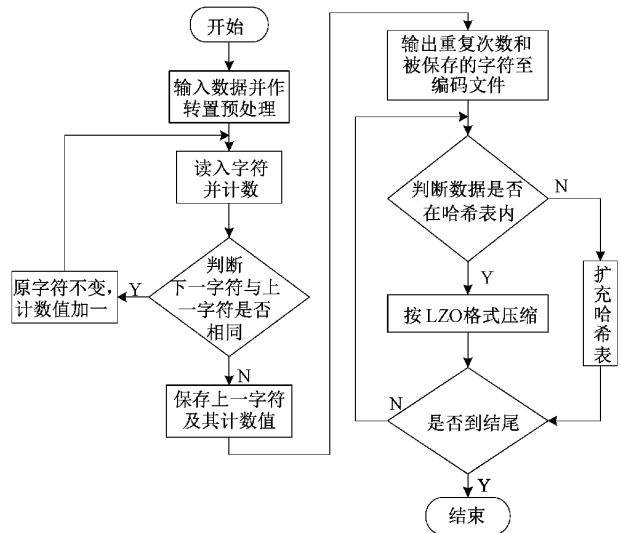 开始
输入数据并作
转置预处理
读入字符
并计数
判断
下一字符与上
一字符是否
相同
Y
原字符不变，
计数值加一
N
保存上一字符
及其计数值
输出重复次数和
被保存的字符至
编码文件
判断数据是否
在哈希表内
N
Y
扩充哈希表
按LZO格式压缩
N
是否到结尾
Y
结束